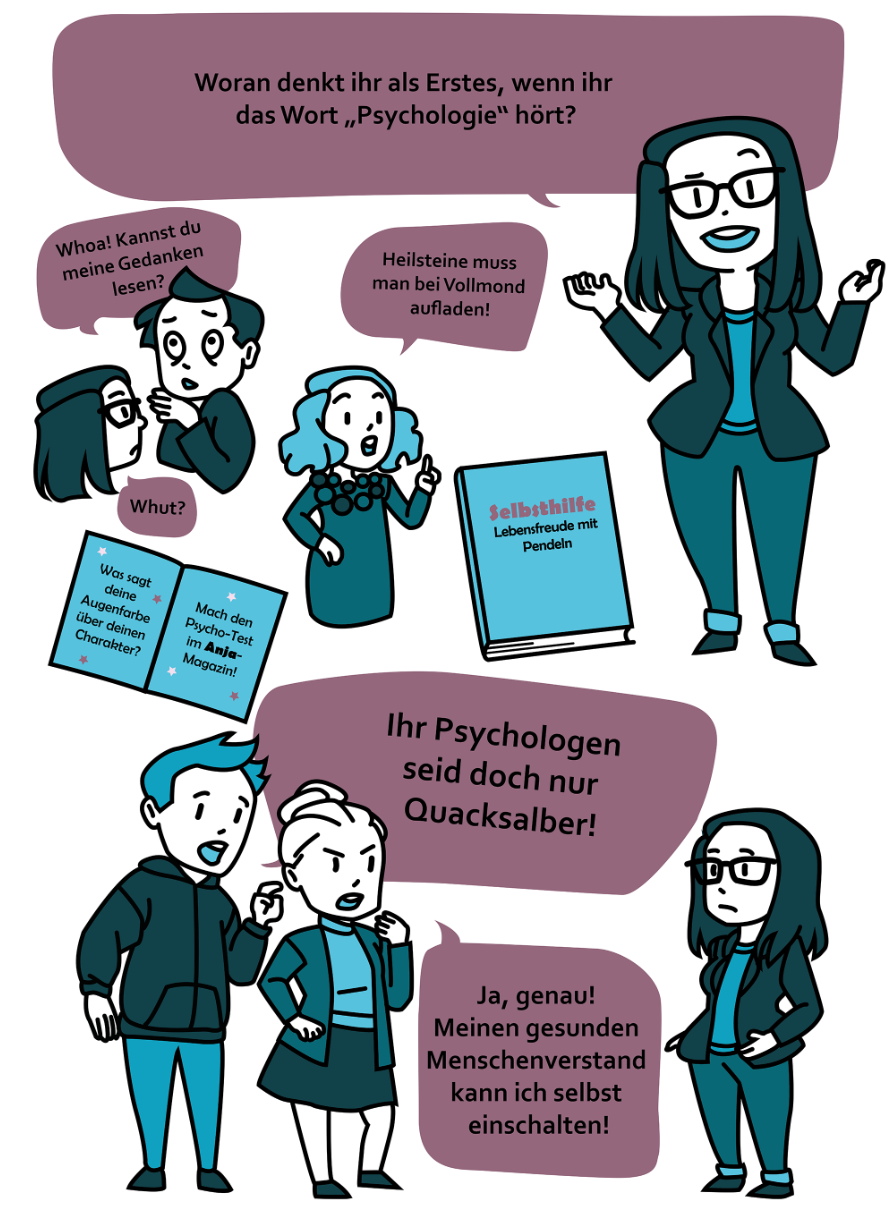 Woran denkt ihr als Erstes, wenn ihr
das Wort „Psychologie“ hört?
Whoa! Kannst du
meine Gedanken
lesen?
Heilsteine muss
man bei Vollmond
aufladen!
Whut?
Selbsthilfe
Lebensfreude mit
Pendeln
Was sagt
deine
Augenfarbe
über deinen
Charakter?
Mach den
Psycho-Test
im Anja-
Magazin!
Ihr Psychologen
seid doch nur
Quacksalber!
Ja, genau!
Meinen gesunden
Menschenverstand
kann ich selbst
einschalten!